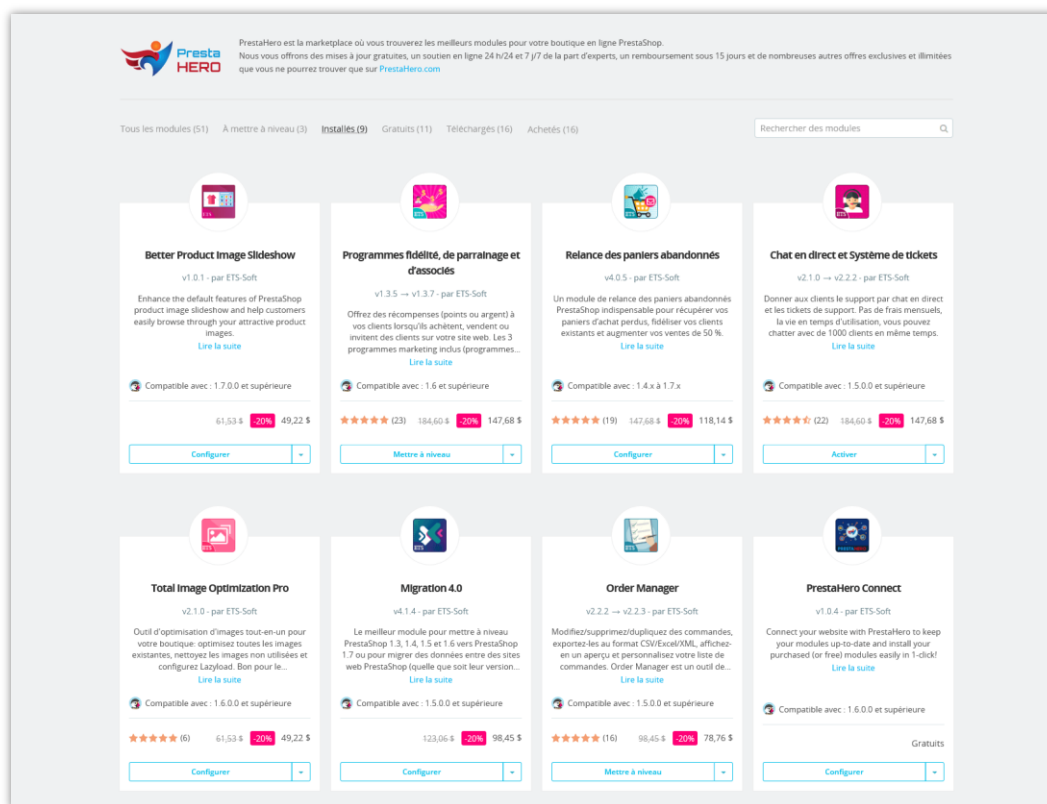 Presta
HERO
PrestaHero est la marketplace où vous trouverez les meilleurs modules pour votre boutique en ligne PrestaShop.
Nous vous offrons des mises à jour gratuites, un soutien en ligne 24 h/24 et 7 j/7 de la part d'experts, un remboursement sous 15 jours et de nombreuses autres offres exclusives et illimitées
que vous ne pourrez trouver que sur PrestaHero.com
Tous les modules (51) À mettre à niveau (3) Installés (9) Gratuits (11) Téléchargés (16) Achetés (16)
Rechercher des modules
ETS
Better Product Image Slideshow
v1.0.1 - par ETS-Soft
Enhance the default features of PrestaShop
product image slideshow and help customers
easily browse through your attractive product
images.
Lire la suite
Compatible avec : 1.7.0.0 et supérieure
61,53 $ -20% 49,22 $
Configurer
ETS
Programmes fidélité, de parrainage et
d'associés
v1.3.5 → v1.3.7 - par ETS-Soft
Offrez des récompenses (points ou argent) à
vos clients lorsqu'ils achètent, vendent ou
invitent des clients sur votre site web. Les 3
programmes marketing inclus (programmes...
Lire la suite
Compatible avec : 1.6 et supérieure
(23) 184,60 $ -20% 147,68 $
Mettre à niveau
ETS
Relance des paniers abandonnés
v4.0.5 - par ETS-Soft
Un module de relance des paniers abandonnés
PrestaShop indispensable pour récupérer vos
paniers d'achat perdus, fidéliser vos clients
existants et augmenter vos ventes de 50 %.
Lire la suite
Compatible avec : 1.4.x à 1.7.x
(19) 147,68 $ -20% 118,14 $
Configurer
ETS
Chat en direct et Système de tickets
v2.1.0 → v2.2.2 - par ETS-Soft
Donner aux clients le support par chat en direct
et les tickets de support. Pas de frais mensuels,
la vie en temps d'utilisation, vous pouvez
chatter avec de 1000 clients en même temps.
Lire la suite
Compatible avec : 1.5.0.0 et supérieure
(22) 184,60 $ -20% 147,68 $
Activer
ETS
Total Image Optimization Pro
v2.1.0 - par ETS-Soft
Outil d'optimisation d'images tout-en-un pour
votre boutique: optimisez toutes les images
existantes, nettoyez les images non utilisées et
configurez Lazyload. Bon pour le...
Lire la suite
Compatible avec : 1.6.0.0 et supérieure
(6) 61,53 $ -20% 49,22 $
Configurer
ETS
Migration 4.0
v4.1.4 - par ETS-Soft
Le meilleur module pour mettre à niveau
PrestaShop 1.3, 1.4, 1.5 et 1.6 vers PrestaShop
1.7 ou pour migrer des données entre des sites
web PrestaShop (quelle que soit leur version...
Lire la suite
Compatible avec : 1.5.0.0 et supérieure
123,06 $ -20% 98,45 $
Configurer
ETS
Order Manager
v2.2.2 → v2.2.3 - par ETS-Soft
Modifiez/supprimez/dupliquez des commandes,
exportez-les au format CSV/Excel/XML, affichez-
en un aperçu et personnalisez votre liste de
commandes. Order Manager est un outil de...
Lire la suite
Compatible avec : 1.5.0.0 et supérieure
(16) 98,45 $ -20% 78,76 $
Mettre à niveau
PRESTAHERO
PrestaHero Connect
v1.0.4 - par ETS-Soft
Connect your website with PrestaHero to keep
your modules up-to-date and install your
purchased (or free) modules easily in 1-click!
Lire la suite
Compatible avec : 1.6.0.0 et supérieure
Gratuits
Configurer